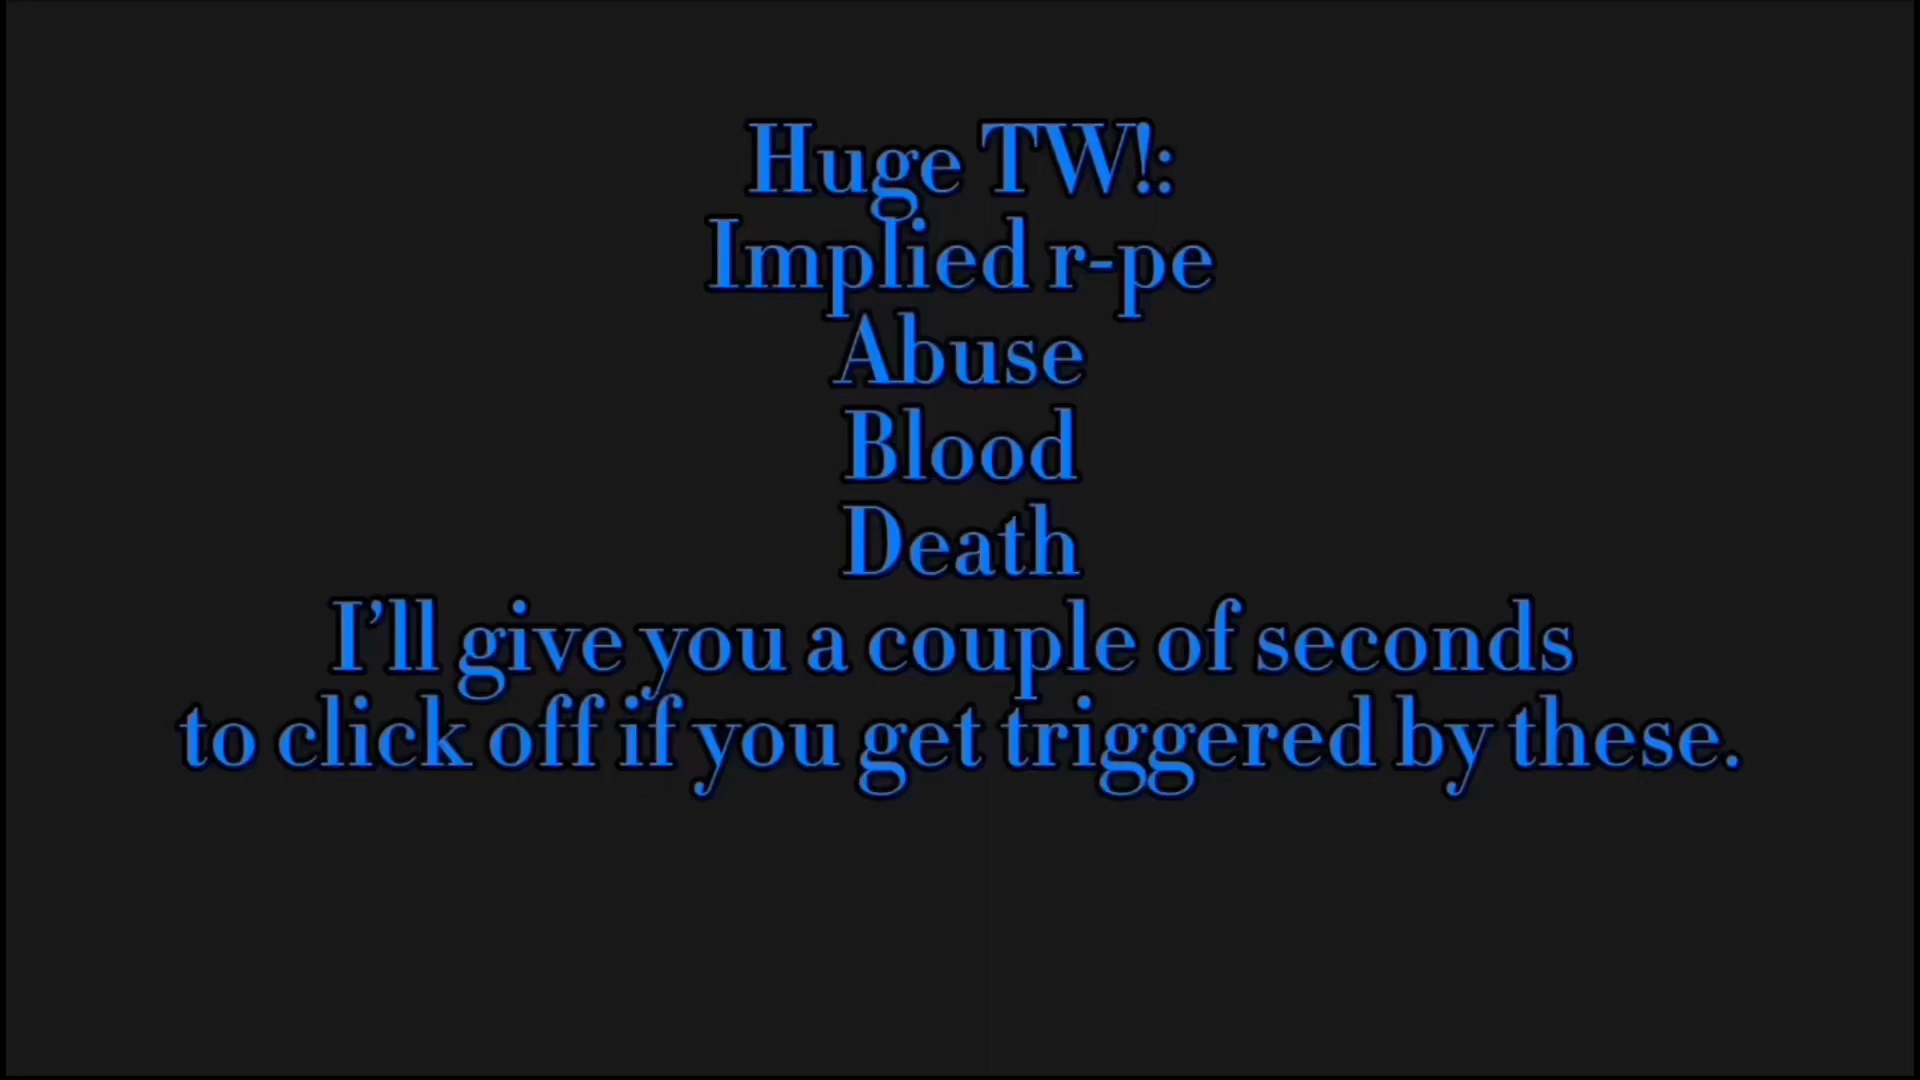 Huge TW!:
Implied r-pe
Abuse
Blood
Death
I’ll give you a couple of seconds
to click off if you get triggered by these.